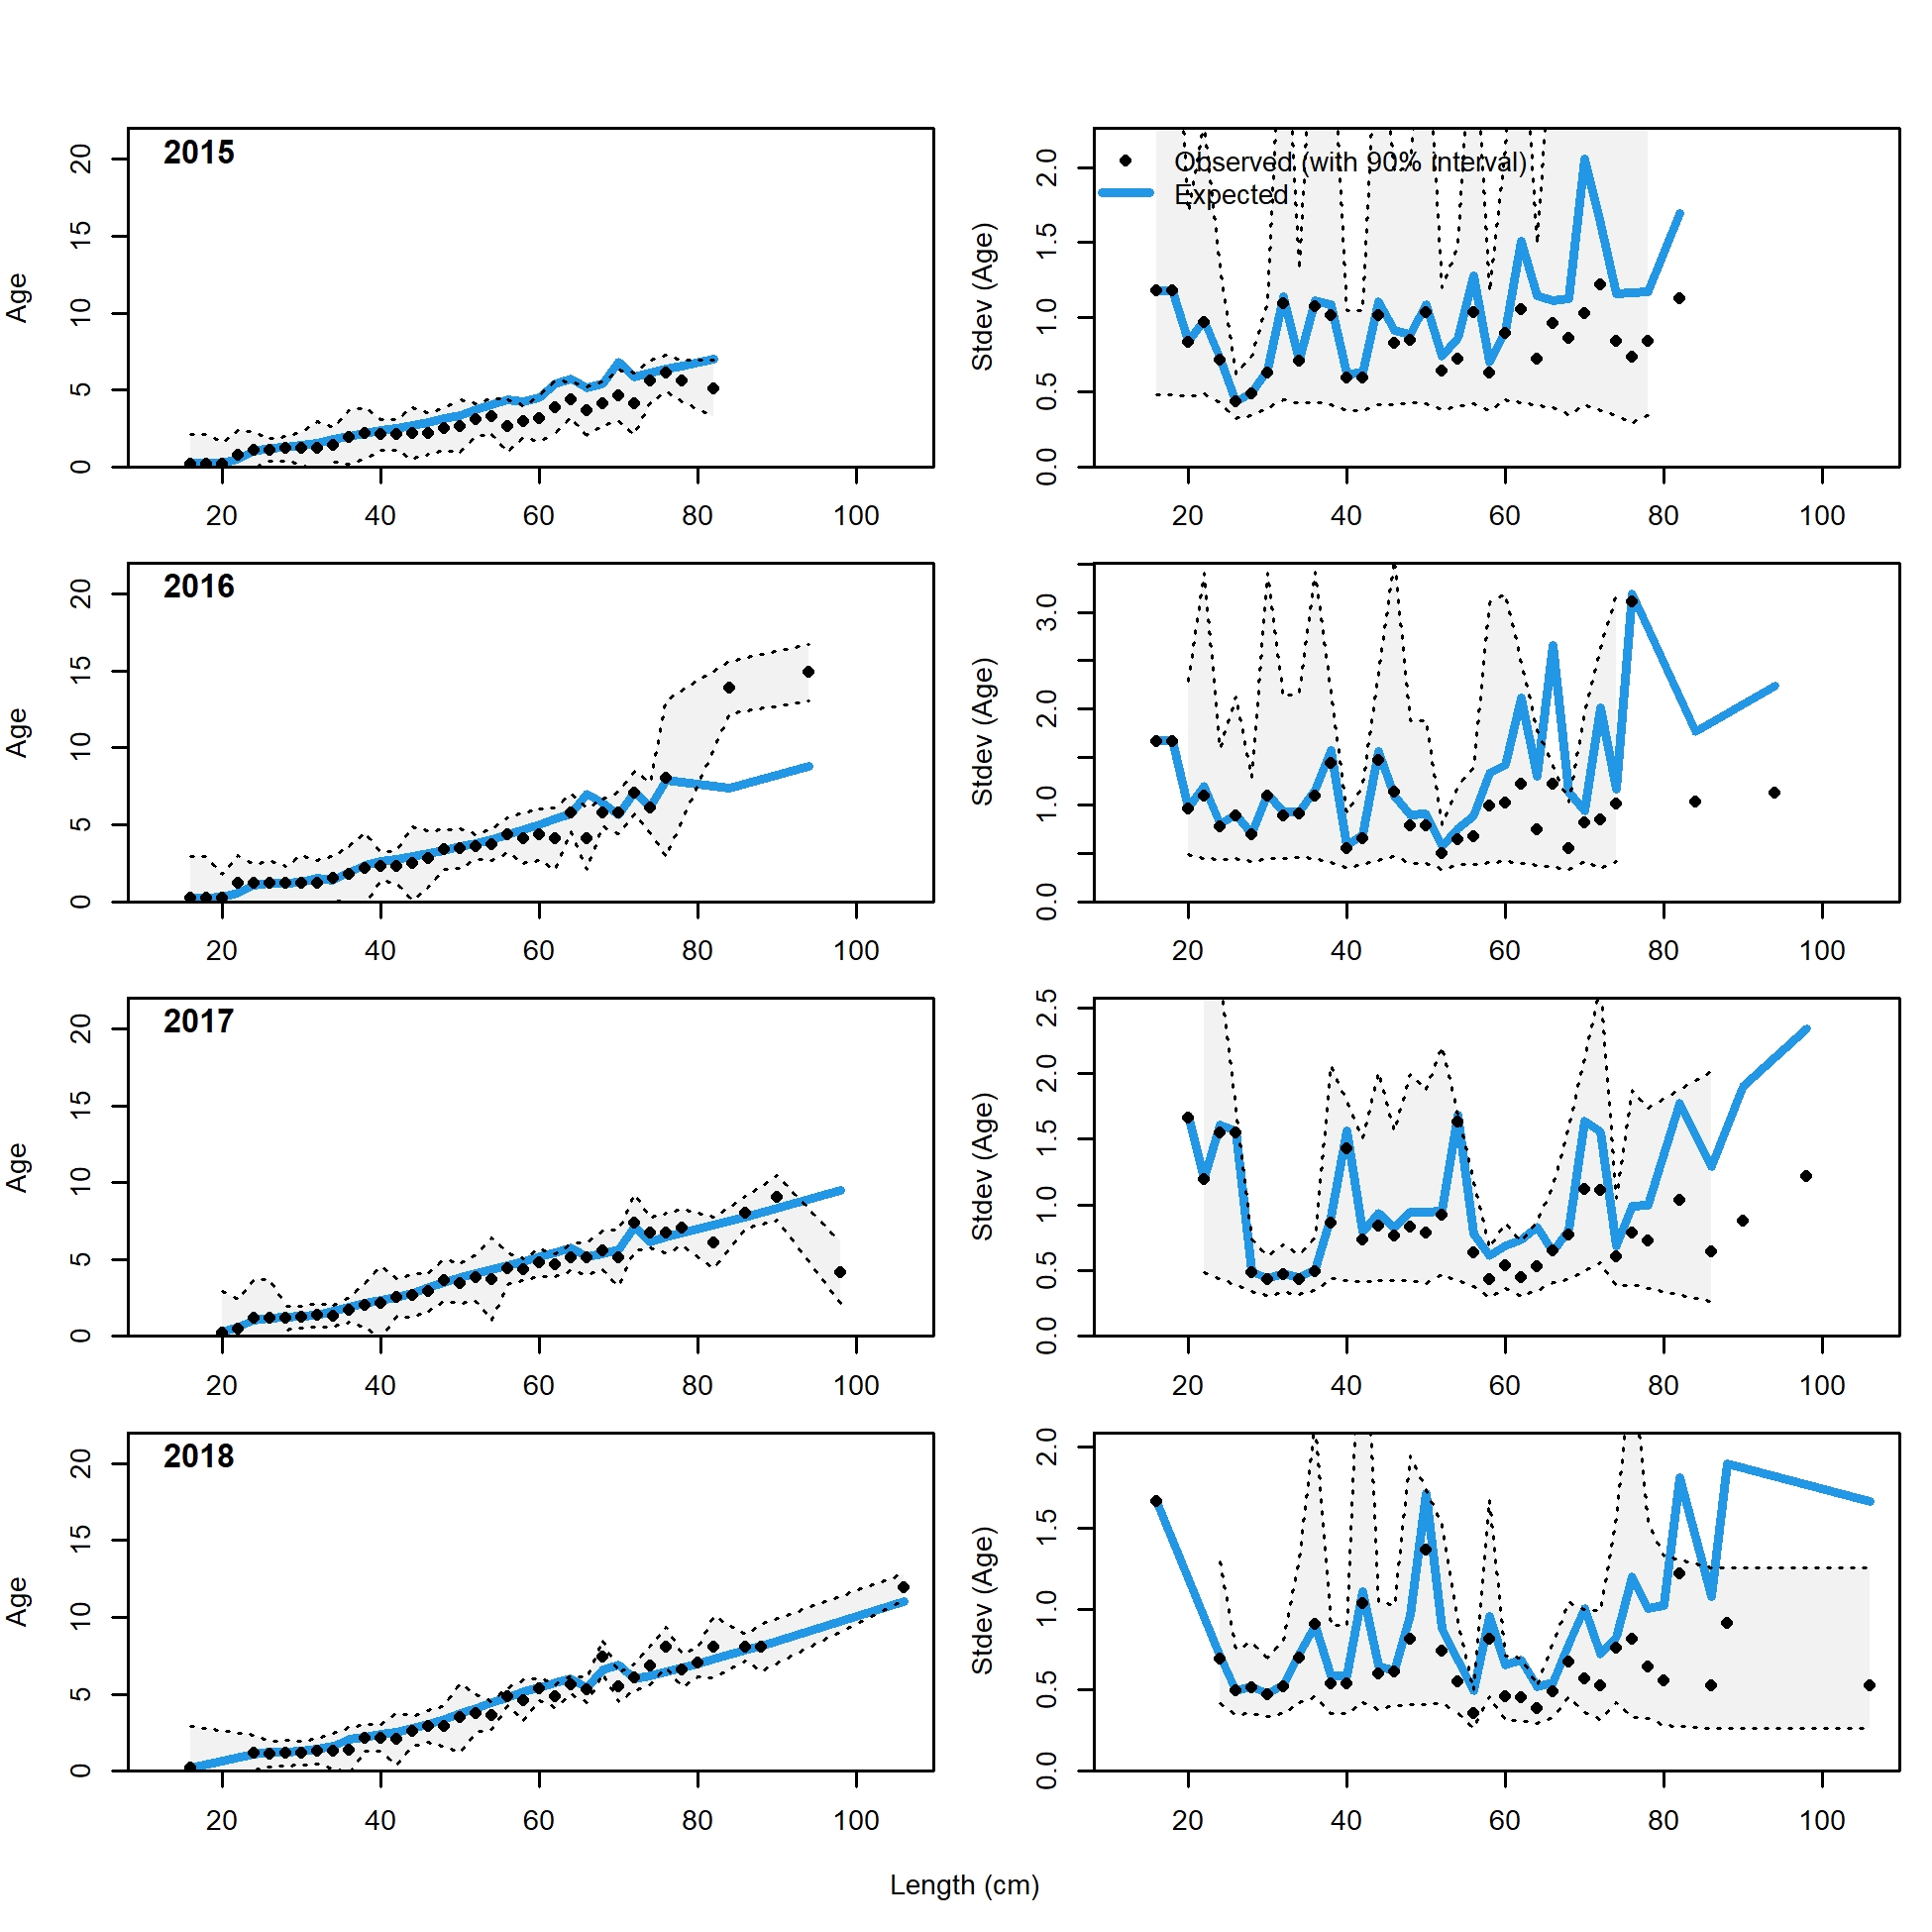 2015
Age
0 5 10 15 20
20 40 60 80 100
Observed (with 90% interval)
Expected
Stdev (Age)
0.0 0.5 1.0 1.5 2.0
20 40 60 80 100
2016
Age
0 5 10 15 20
20 40 60 80 100
Stdev (Age)
0.0 1.0 2.0 3.0
20 40 60 80 100
2017
Age
0 5 10 15 20
20 40 60 80 100
Stdev (Age)
0.0 0.5 1.0 1.5 2.0 2.5
20 40 60 80 100
2018
Age
0 5 10 15 20
20 40 60 80 100
Stdev (Age)
0.0 0.5 1.0 1.5 2.0
20 40 60 80 100
Length (cm)